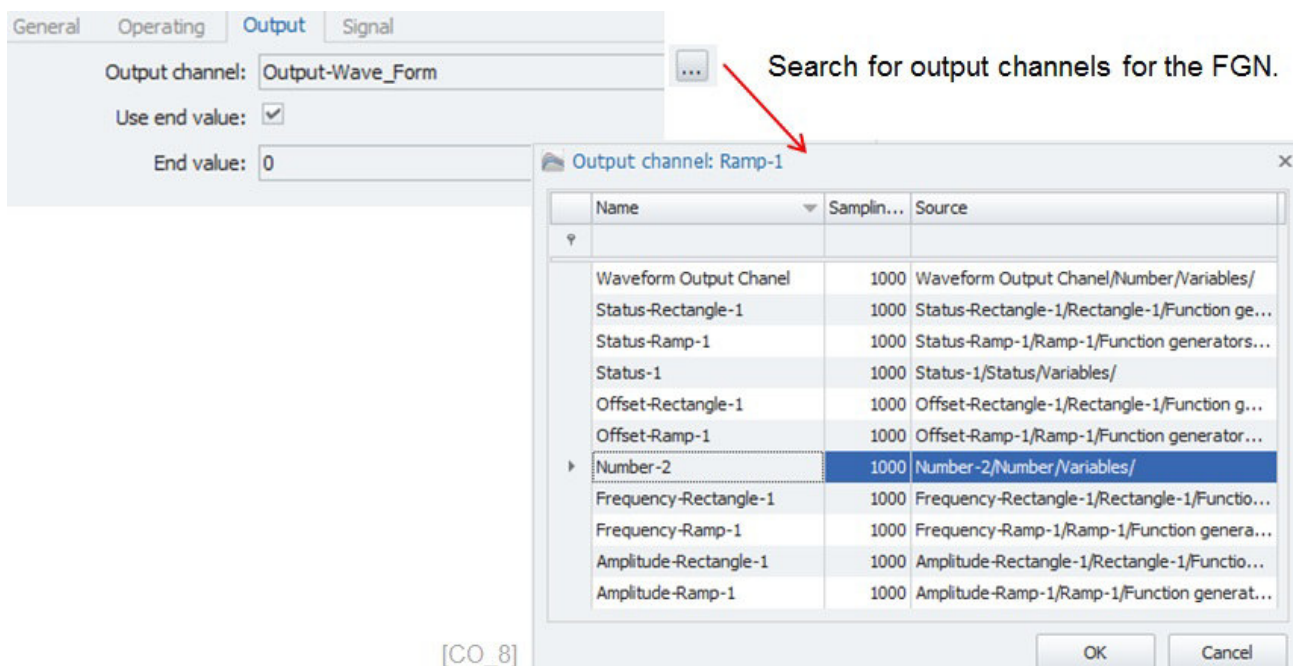 General Operating Output Signal
Output channel: Output-Wave_Form
...
Search for output channels for the FGN.
Use end value:
End value: 0
Output channel: Ramp-1
Name Samplin... Source
Waveform Output Chanel 1000 Waveform Output Chanel/Number/Variables/
Status-Rectangle-1 1000 Status-Rectangle-1/Rectangle-1/Function ge...
Status-Ramp-1 1000 Status-Ramp-1/Ramp-1/Function generators...
Status-1 1000 Status-1/Status/Variables/
Offset-Rectangle-1 1000 Offset-Rectangle-1/Rectangle-1/Function g...
Offset-Ramp-1 1000 Offset-Ramp-1/Ramp-1/Function generator...
Number-2 1000 Number-2/Number/Variables/
Frequency-Rectangle-1 1000 Frequency-Rectangle-1/Rectangle-1/Functio...
Frequency-Ramp-1 1000 Frequency-Ramp-1/Ramp-1/Function genera...
Amplitude-Rectangle-1 1000 Amplitude-Rectangle-1/Rectangle-1/Functio...
Amplitude-Ramp-1 1000 Amplitude-Ramp-1/Ramp-1/Function generat...
[CO_8]
OK Cancel